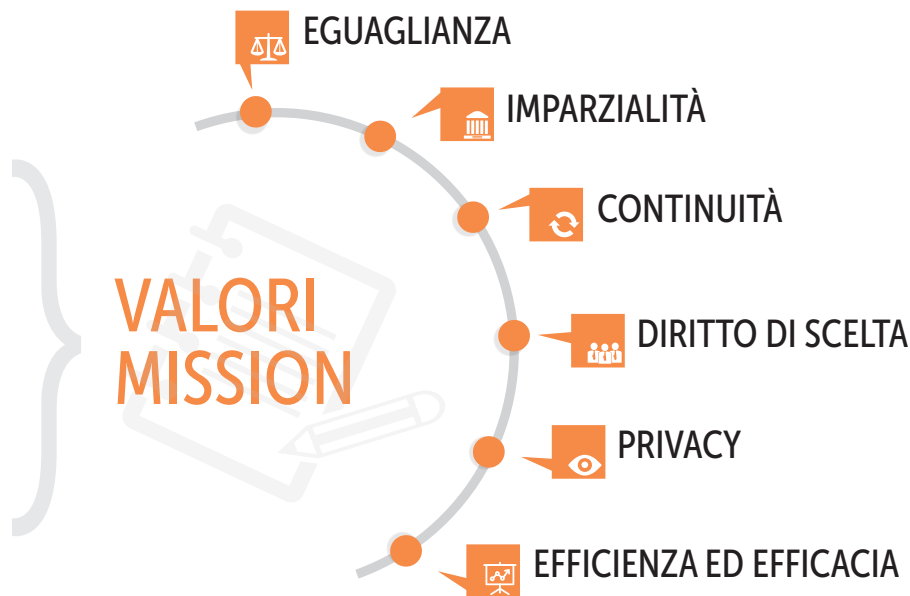 EGUAGLIANZA
IMPARZIALITÀ
CONTINUITÀ
VALORI
MISSION
DIRITTO DI SCELTA
PRIVACY
EFFICIENZA ED EFFICACIA